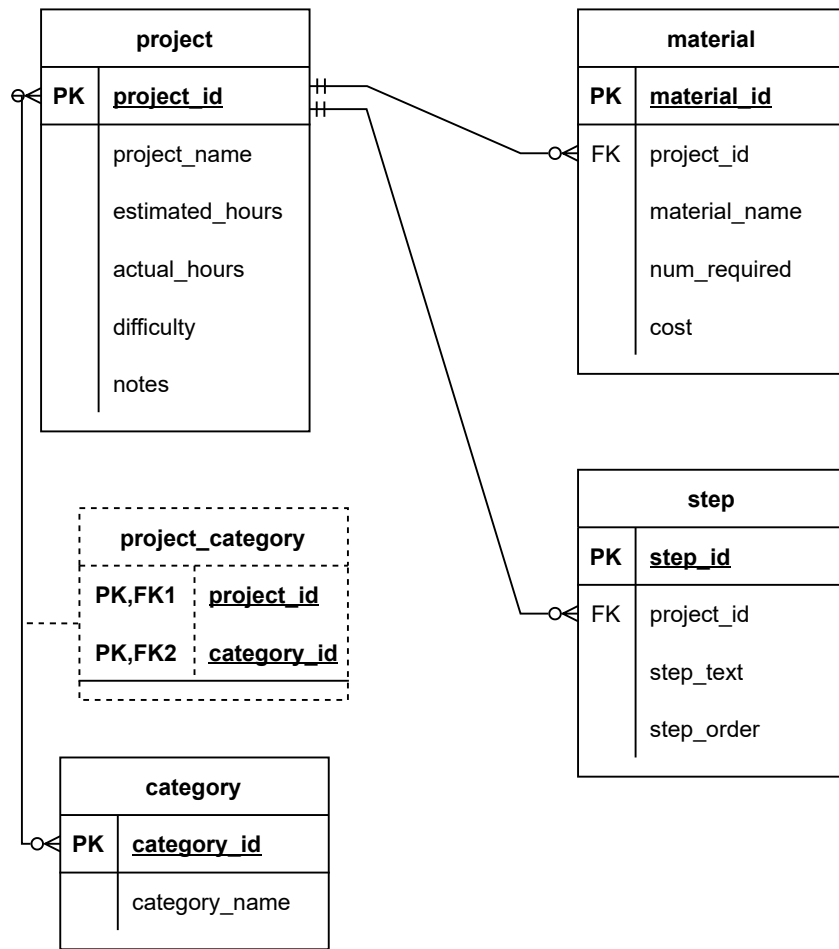 project
PK project_id
project_name
estimated_hours
actual_hours
difficulty
notes
material
PK material_id
FK project_id
material_name
num_required
cost
project_category
PK,FK1 project_id
PK,FK2 category_id
step
PK step_id
FK project_id
step_text
step_order
category
PK category_id
category_name